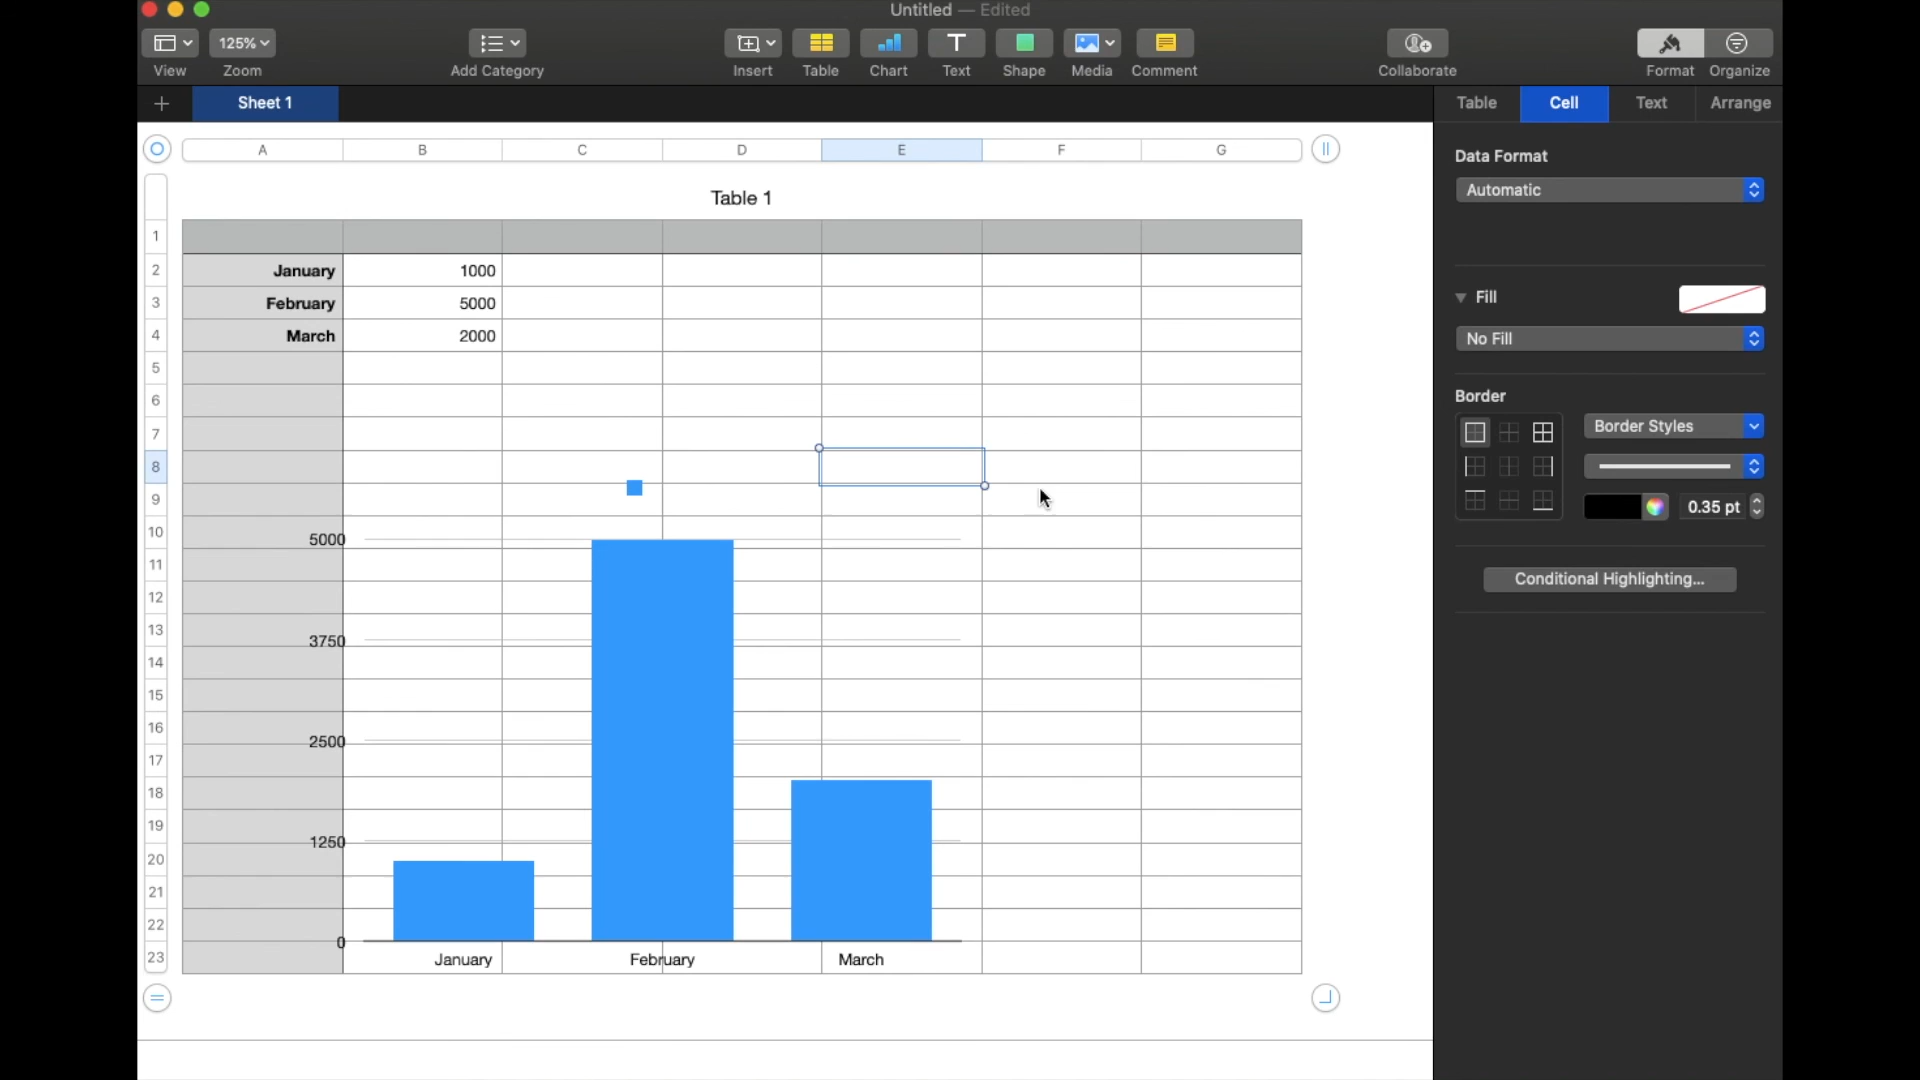 Untitled — Edited
125%
View Zoom Add Category Insert Table Chart Text Shape Media Comment Collaborate Format Organize
Sheet 1
Table Cell Text Arrange
A B C D E F G
Data Format
Automatic
Table 1
1
2 January 1000
3 February 5000
4 March 2000
5
6
7
8
9
10
11
12
13
14
15
16
17
18
19
20
21
22
23
Fill
No Fill
Border
Border Styles
0.35 pt
Conditional Highlighting...
5000
3750
2500
1250
0
January February March